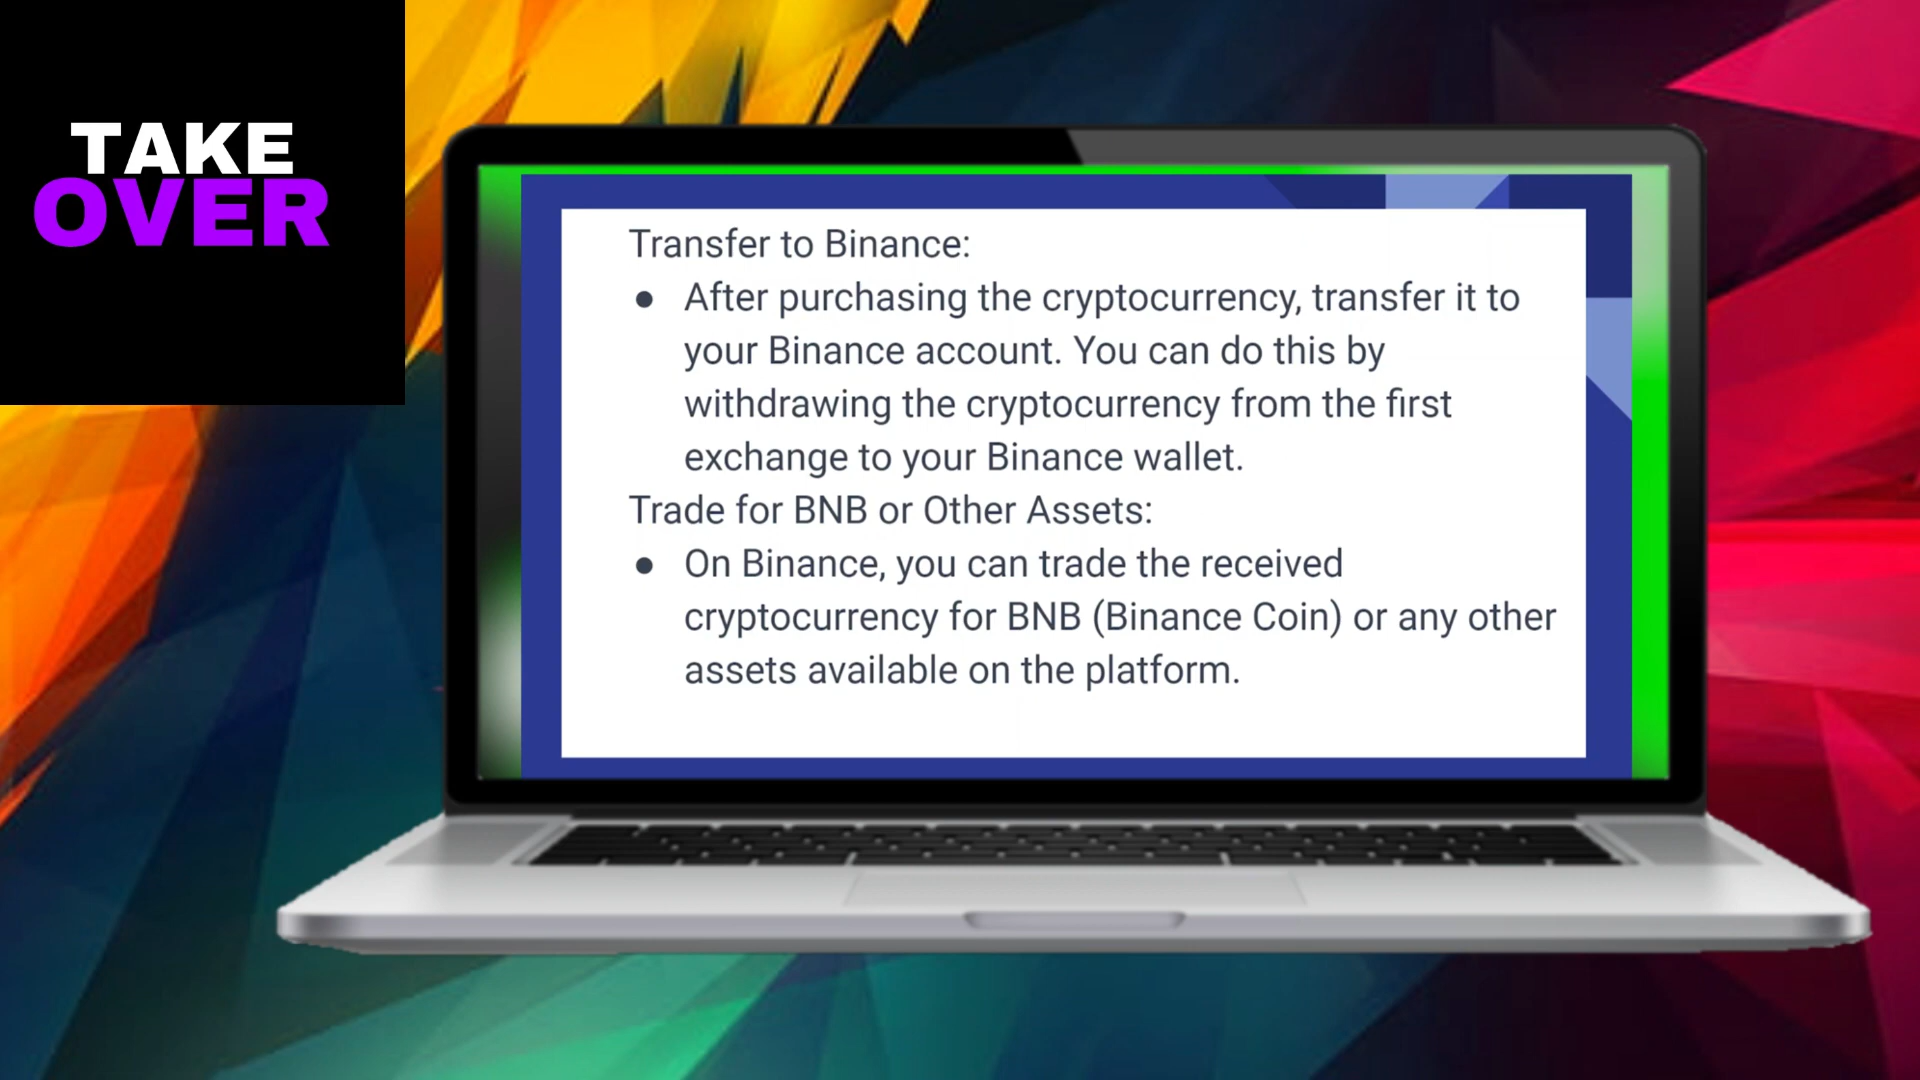 TAKE
OVER
Transfer to Binance:
● After purchasing the cryptocurrency, transfer it to
your Binance account. You can do this by
withdrawing the cryptocurrency from the first
exchange to your Binance wallet.
Trade for BNB or Other Assets:
● On Binance, you can trade the received
cryptocurrency for BNB (Binance Coin) or any other
assets available on the platform.